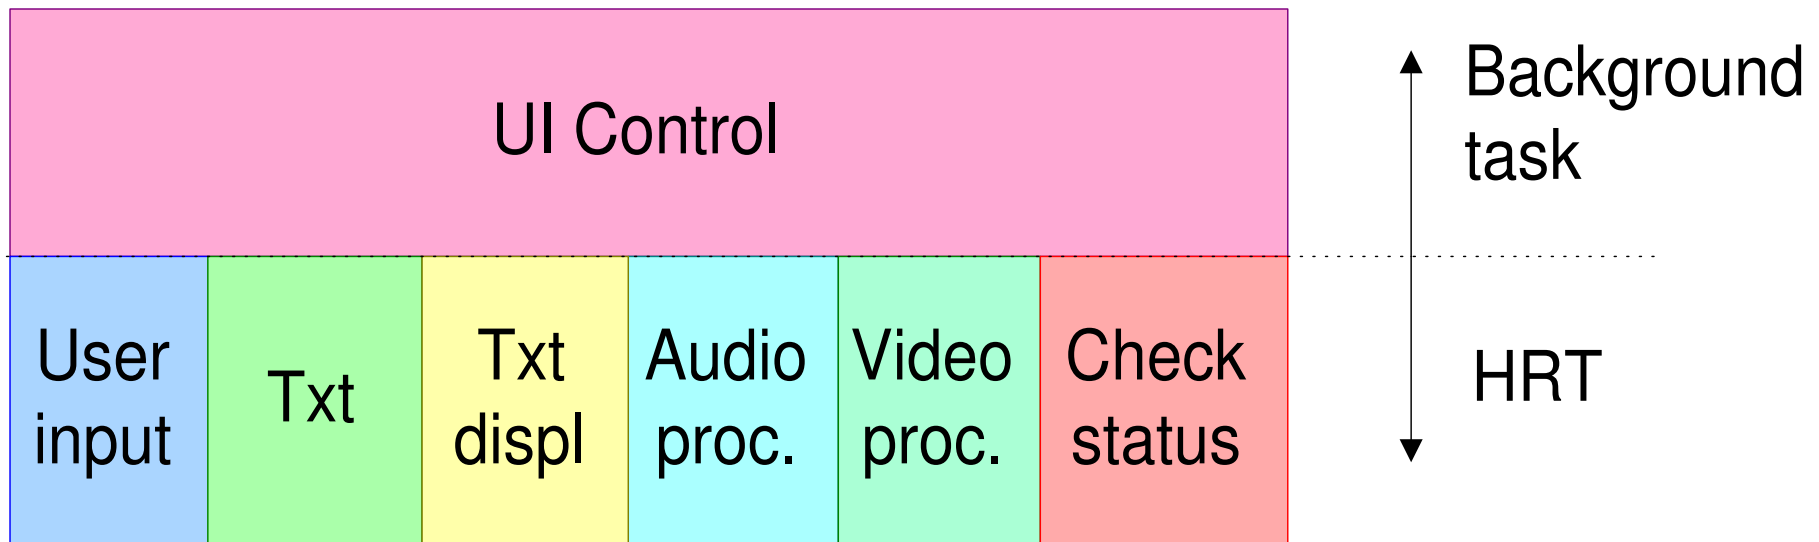 UI Control
Background
task
User
input
Txt
Txt
displ
Audio
proc.
Video
proc.
Check
status
HRT